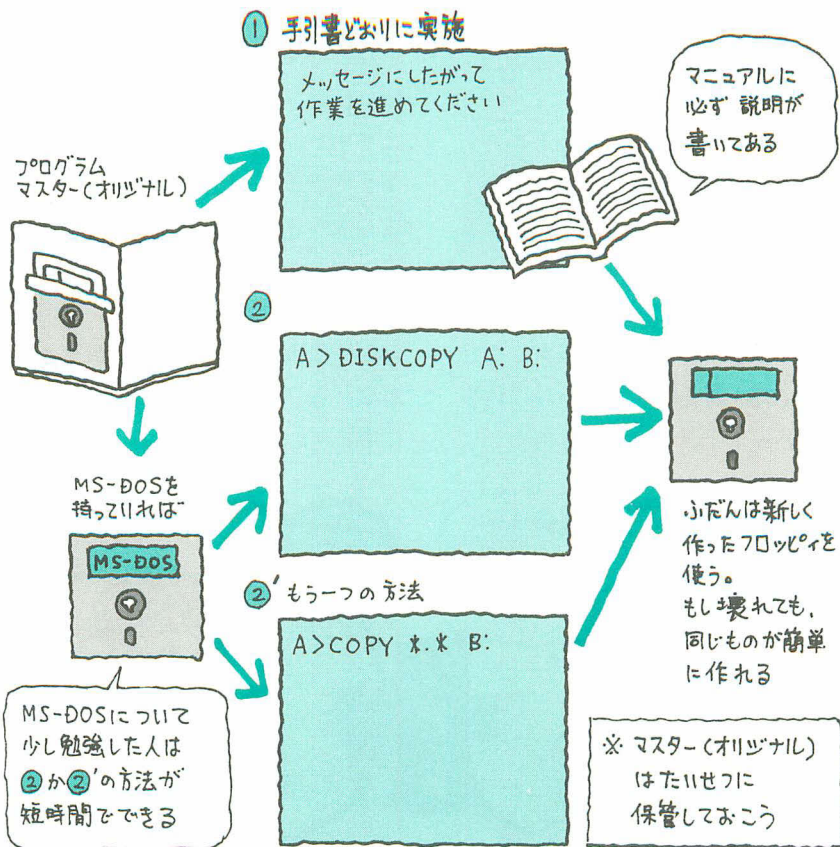 ① 手引書どおりに実施
メッセージにしたがって
作業を進めてください
マニュアルに
必ず 説明が
書いてある
プログラム
マスター(オリジナル)
②
A>DISKCOPY A: B:
MS-DOSを
持っていれば
MS-DOS
②' もう一つの方法
A>COPY *.* B:
MS-DOSについて
少し勉強した人は
②か②'の方法が
短時間でできる
ふだんは新しく
作ったフロッピィを
使う。
もし壊れても、
同じものが簡単
に作れる
※ マスター(オリジナル)
はたいせつに
保管しておこう